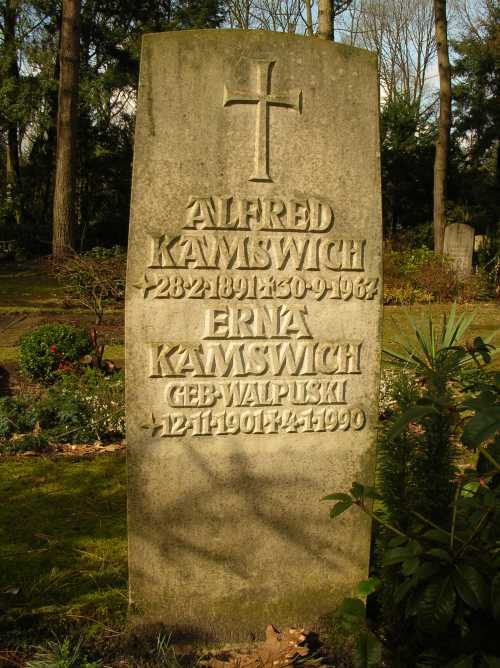 ALFRED
KAMSWICH
*28·2·1891 †30·9·1967
ERNA
KAMSWICH
GEB·WALPUSKI
*12·11·1901 †4·1·1990